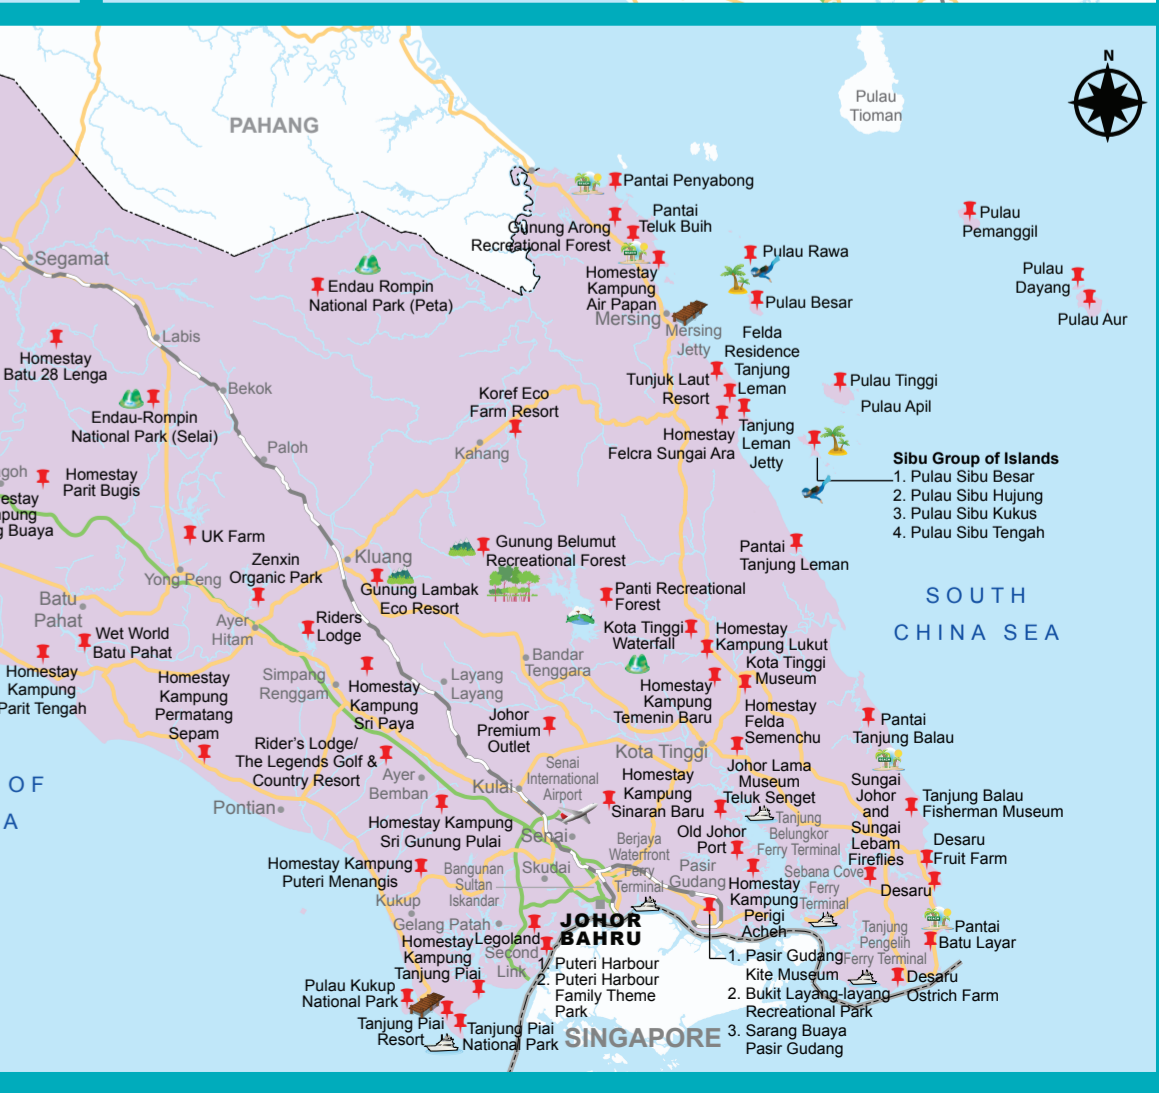 N
Pulau
Tioman
PAHANG
Pantai Penyabong
Pantai
Teluk Buih
Gunung Arong
Recreational Forest
Pulau
Pemanggil
Segamat
Endau Rompin
National Park (Peta)
Homestay
Kampung
Air Papan
Pulau Rawa
Pulau Besar
Pulau
Dayang
Pulau Aur
Mersing
Mersing
Jetty
Labis
Homestay
Batu 28 Lenga
Bekok
Felda
Residence
Tanjung
Leman
Tunjuk Laut
Resort
Pulau Tinggi
Pulau Apil
Koref Eco
Farm Resort
Endau-Rompin
National Park (Selai)
Paloh
Kahang
Homestay
Felcra Sungai Ara
Tanjung
Leman
Jetty
Sibu Group of Islands
1. Pulau Sibu Besar
2. Pulau Sibu Hujung
3. Pulau Sibu Kukus
4. Pulau Sibu Tengah
goh
Homestay
Parit Bugis
estay
pung
g Buaya
UK Farm
Zenxin
Organic Park
Kluang
Gunung Belumut
Recreational Forest
Pantai
Tanjung Leman
Yong Peng
Gunung Lambak
Eco Resort
Panti Recreational
Forest
SOUTH
CHINA SEA
Batu
Pahat
Ayer
Hitam
Riders
Lodge
Wet World
Batu Pahat
Kota Tinggi
Waterfall
Homestay
Kampung Lukut
Kota Tinggi
Museum
Homestay
Kampung
Parit Tengah
Homestay
Kampung
Permatang
Sepam
Simpang
Renggam
Homestay
Kampung
Sri Paya
Layang
Layang
Bandar
Tenggara
Homestay
Kampung
Temenin Baru
Homestay
Felda
Semenchu
Pantai
Tanjung Balau
Johor
Premium
Outlet
Rider's Lodge/
The Legends Golf &
Country Resort
Kota Tinggi
OF
A
Ayer
Bemban
Kulai
Senai
International
Airport
Homestay
Kampung
Sinaran Baru
Johor Lama
Museum
Teluk Senget
Sungai
Johor
and
Sungai
Lebam
Fireflies
Tanjung Balau
Fisherman Museum
Pontian
Homestay Kampung
Sri Gunung Pulai
Senai
Old Johor
Port
Tanjung
Belungkor
Ferry Terminal
Desaru
Fruit Farm
Homestay Kampung
Puteri Menangis
Bangunan
Sultan
Iskandar
Skudai
Berjaya
Waterfront
Ferry
Terminal
Pasir
Gudang
Homestay
Kampung
Perigi
Acheh
Sebana Cove
Ferry
Terminal
Desaru
Kukup
Gelang Patah
JOHOR
BAHRU
Homestay
Kampung
Tanjung Piai
Legoland
Second
Link
1. Puteri Harbour
2. Puteri Harbour
Family Theme
Park
Tanjung
Pengelih
Ferry Terminal
Pantai
Batu Layar
1. Pasir Gudang
Kite Museum
2. Bukit Layang-layang
Recreational Park
3. Sarang Buaya
Pasir Gudang
Desaru
Ostrich Farm
Pulau Kukup
National Park
Tanjung Piai
Resort
Tanjung Piai
National Park
SINGAPORE